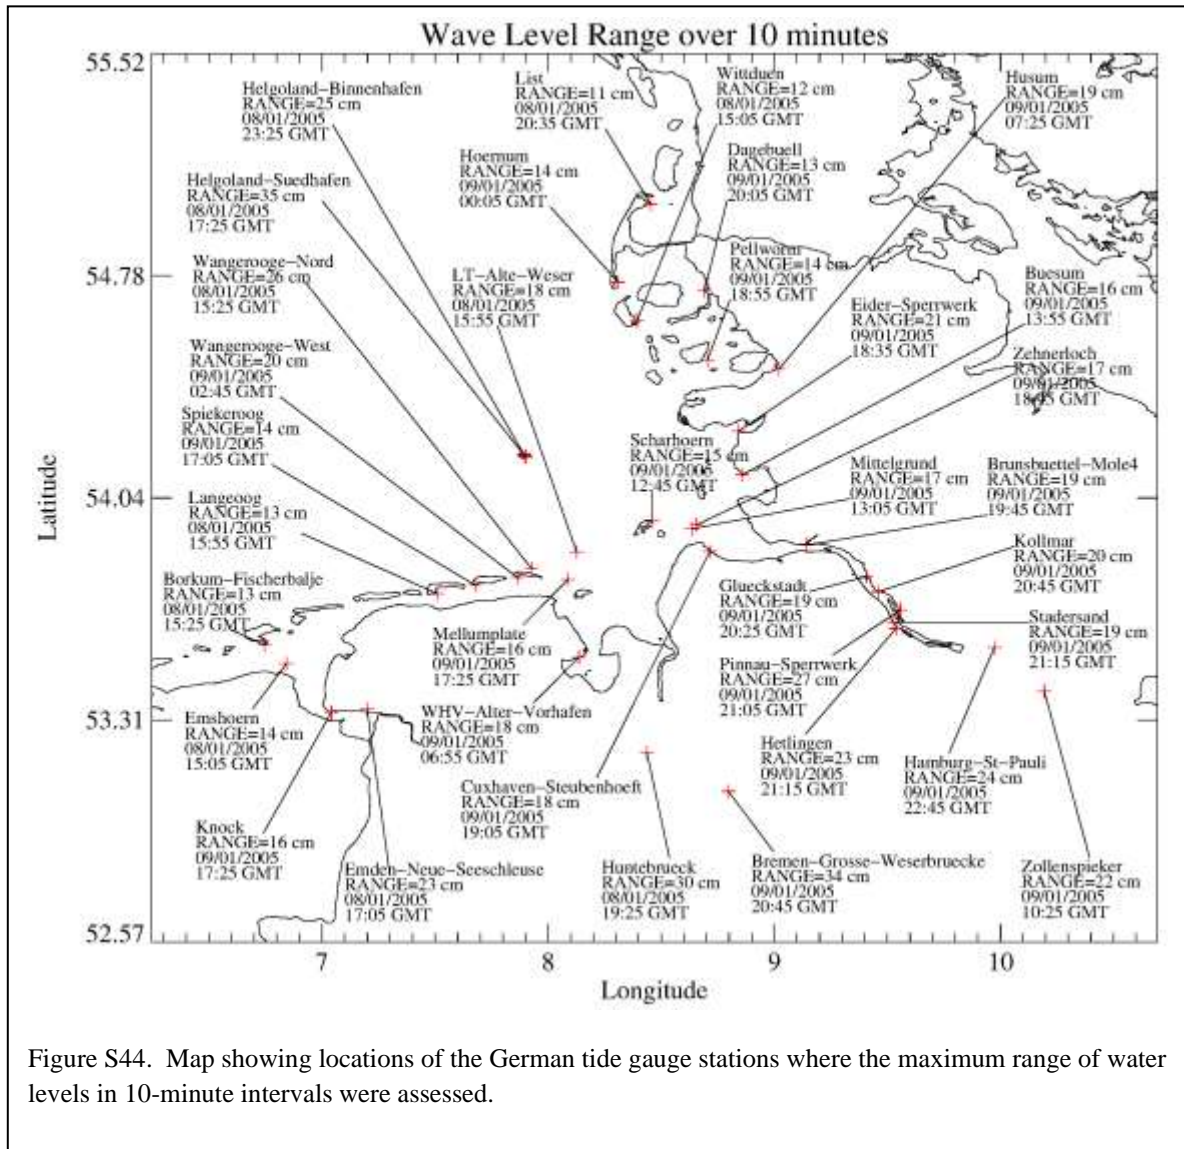 Wave Level Range over 10 minutes
55.52
54.78
54.04
53.31
52.57
Latitude
Helgoland-Binnenhafen
RANGE=25 cm
08/01/2005
23:25 GMT
List
RANGE=11 cm
08/01/2005
20:35 GMT
Wittduen
RANGE=12 cm
08/01/2005
15:05 GMT
Husum
RANGE=19 cm
09/01/2005
07:25 GMT
Hoernum
RANGE=14 cm
09/01/2005
00:05 GMT
Dagebuell
RANGE=13 cm
09/01/2005
20:05 GMT
Helgoland-Suedhafen
RANGE=35 cm
08/01/2005
17:25 GMT
Wangerooge-Nord
RANGE=26 cm
08/01/2005
15:25 GMT
LT-Alte-Weser
RANGE=18 cm
08/01/2005
15:55 GMT
Pellworm
RANGE=14 cm
09/01/2005
18:55 GMT
Buesum
RANGE=16 cm
09/01/2005
13:55 GMT
Eider-Sperrwerk
RANGE=21 cm
09/01/2005
18:35 GMT
Wangerooge-West
RANGE=20 cm
09/01/2005
02:45 GMT
Zehnerloch
RANGE=17 cm
09/01/2005
GMT
Spiekeroog
RANGE=14 cm
09/01/2005
17:05 GMT
Scharhoern
RANGE=15 cm
09/01/2005
12:45 GMT
Mittelgrund
RANGE=17 cm
09/01/2005
13:05 GMT
Brunsbuettel-Mole4
RANGE=19 cm
09/01/2005
19:45 GMT
Langeoog
RANGE=13 cm
08/01/2005
15:55 GMT
Kollmar
RANGE=20 cm
09/01/2005
20:45 GMT
Borkum-Fischerbalje
RANGE=13 cm
08/01/2005
15:25 GMT
Glueckstadt
RANGE=19 cm
09/01/2005
20:25 GMT
Stadersand
RANGE=19 cm
09/01/2005
21:15 GMT
Mellumplate
RANGE=16 cm
09/01/2005
17:25 GMT
Pinnau-Sperrwerk
RANGE=27 cm
09/01/2005
21:05 GMT
Emshoern
RANGE=14 cm
08/01/2005
15:05 GMT
WHV-Alter-Vorhafen
RANGE=18 cm
09/01/2005
06:55 GMT
Hetlingen
RANGE=23 cm
09/01/2005
21:15 GMT
Hamburg-St-Pauli
RANGE=24 cm
09/01/2005
22:45 GMT
Cuxhaven-Steubenhoeft
RANGE=18 cm
09/01/2005
19:05 GMT
Knock
RANGE=16 cm
09/01/2005
17:25 GMT
Emden-Neue-Seeschleuse
RANGE=23 cm
08/01/2005
17:05 GMT
Huntebrueck
RANGE=30 cm
08/01/2005
19:25 GMT
Bremen-Grosse-Weserbruecke
RANGE=34 cm
09/01/2005
20:45 GMT
Zollenspieker
RANGE=22 cm
09/01/2005
10:25 GMT
7 8 9 10
Longitude
Figure S44. Map showing locations of the German tide gauge stations where the maximum range of water
levels in 10-minute intervals were assessed.